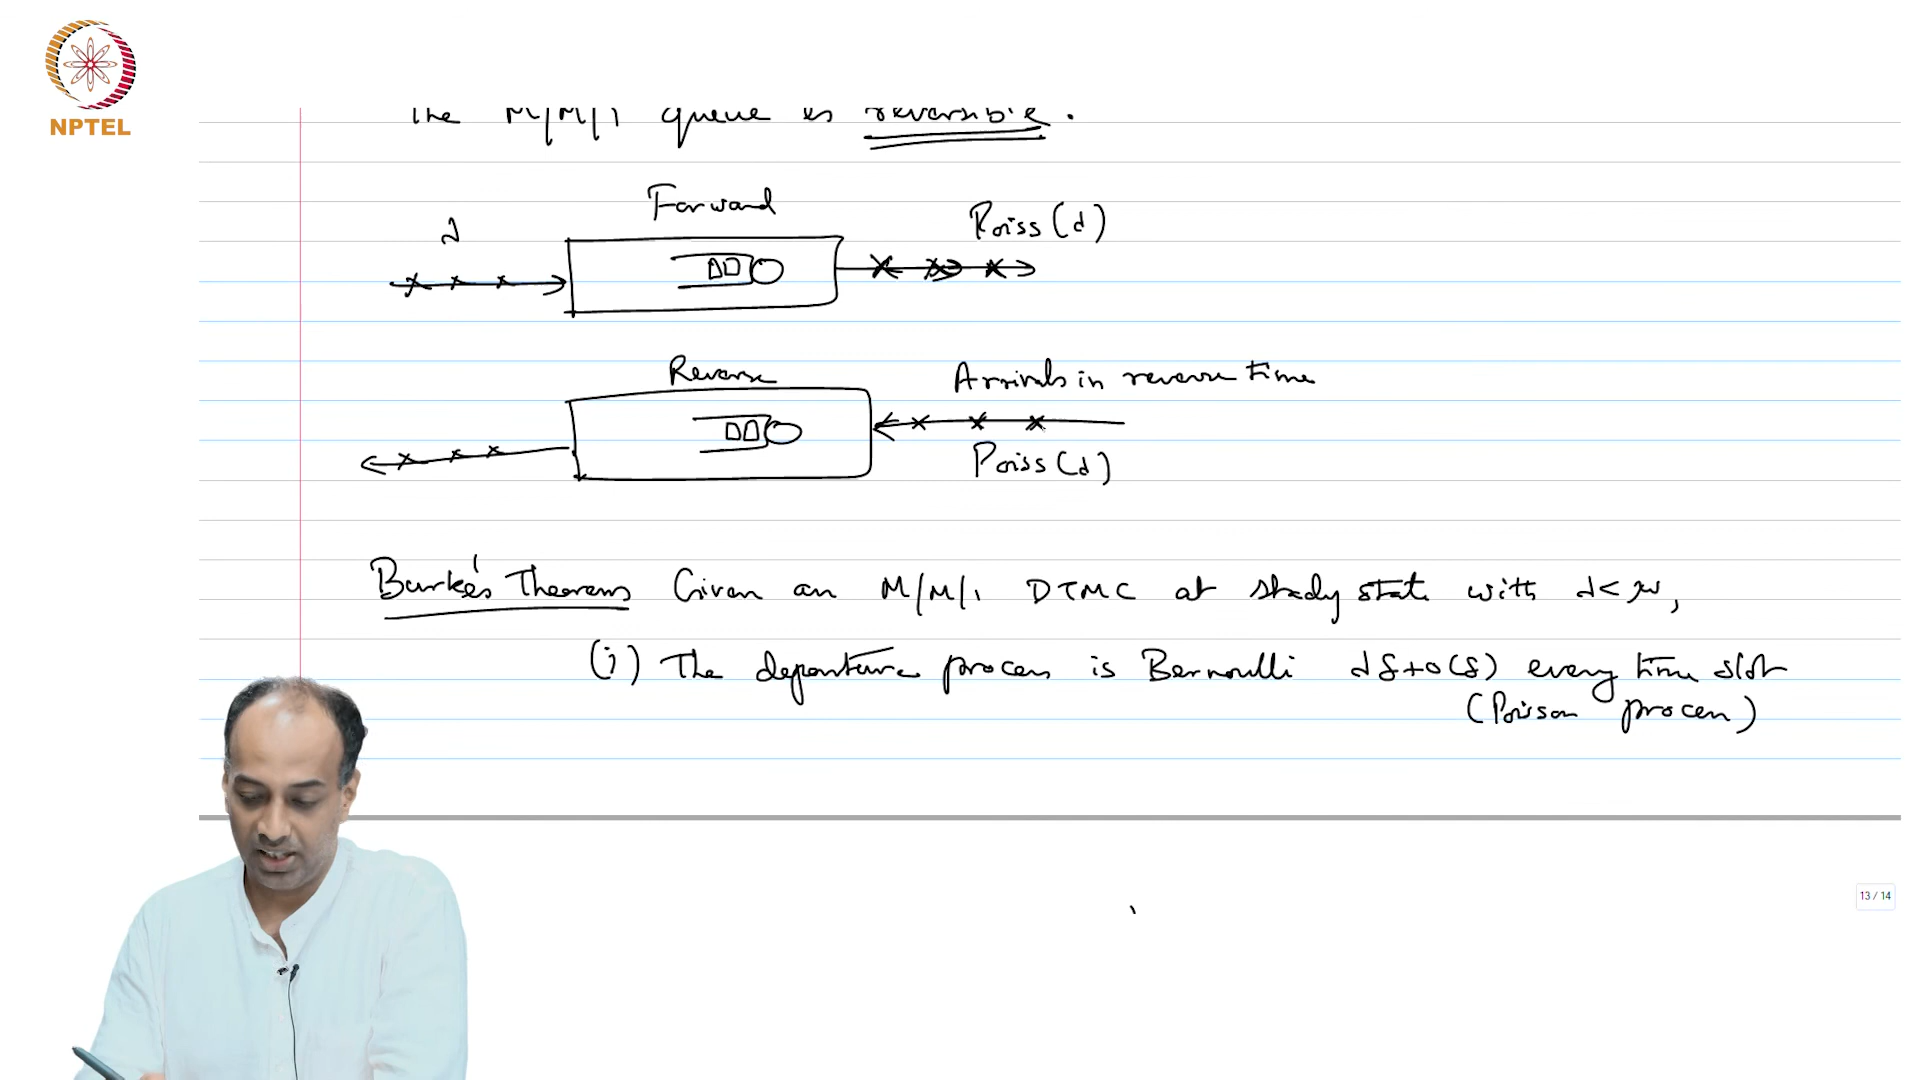 NPTEL
The M/M/1 queue is reversible.
Forward
λ
Poiss(λ)
Reverse
Arrivals in reverse time
Poiss(λ)
Burke's Theorem Given an M/M/1 DTMC at steady state with λ<μ,
(i) The departure process is Bernoulli λδ+o(δ) every time slot
(Poisson process)
13 / 14